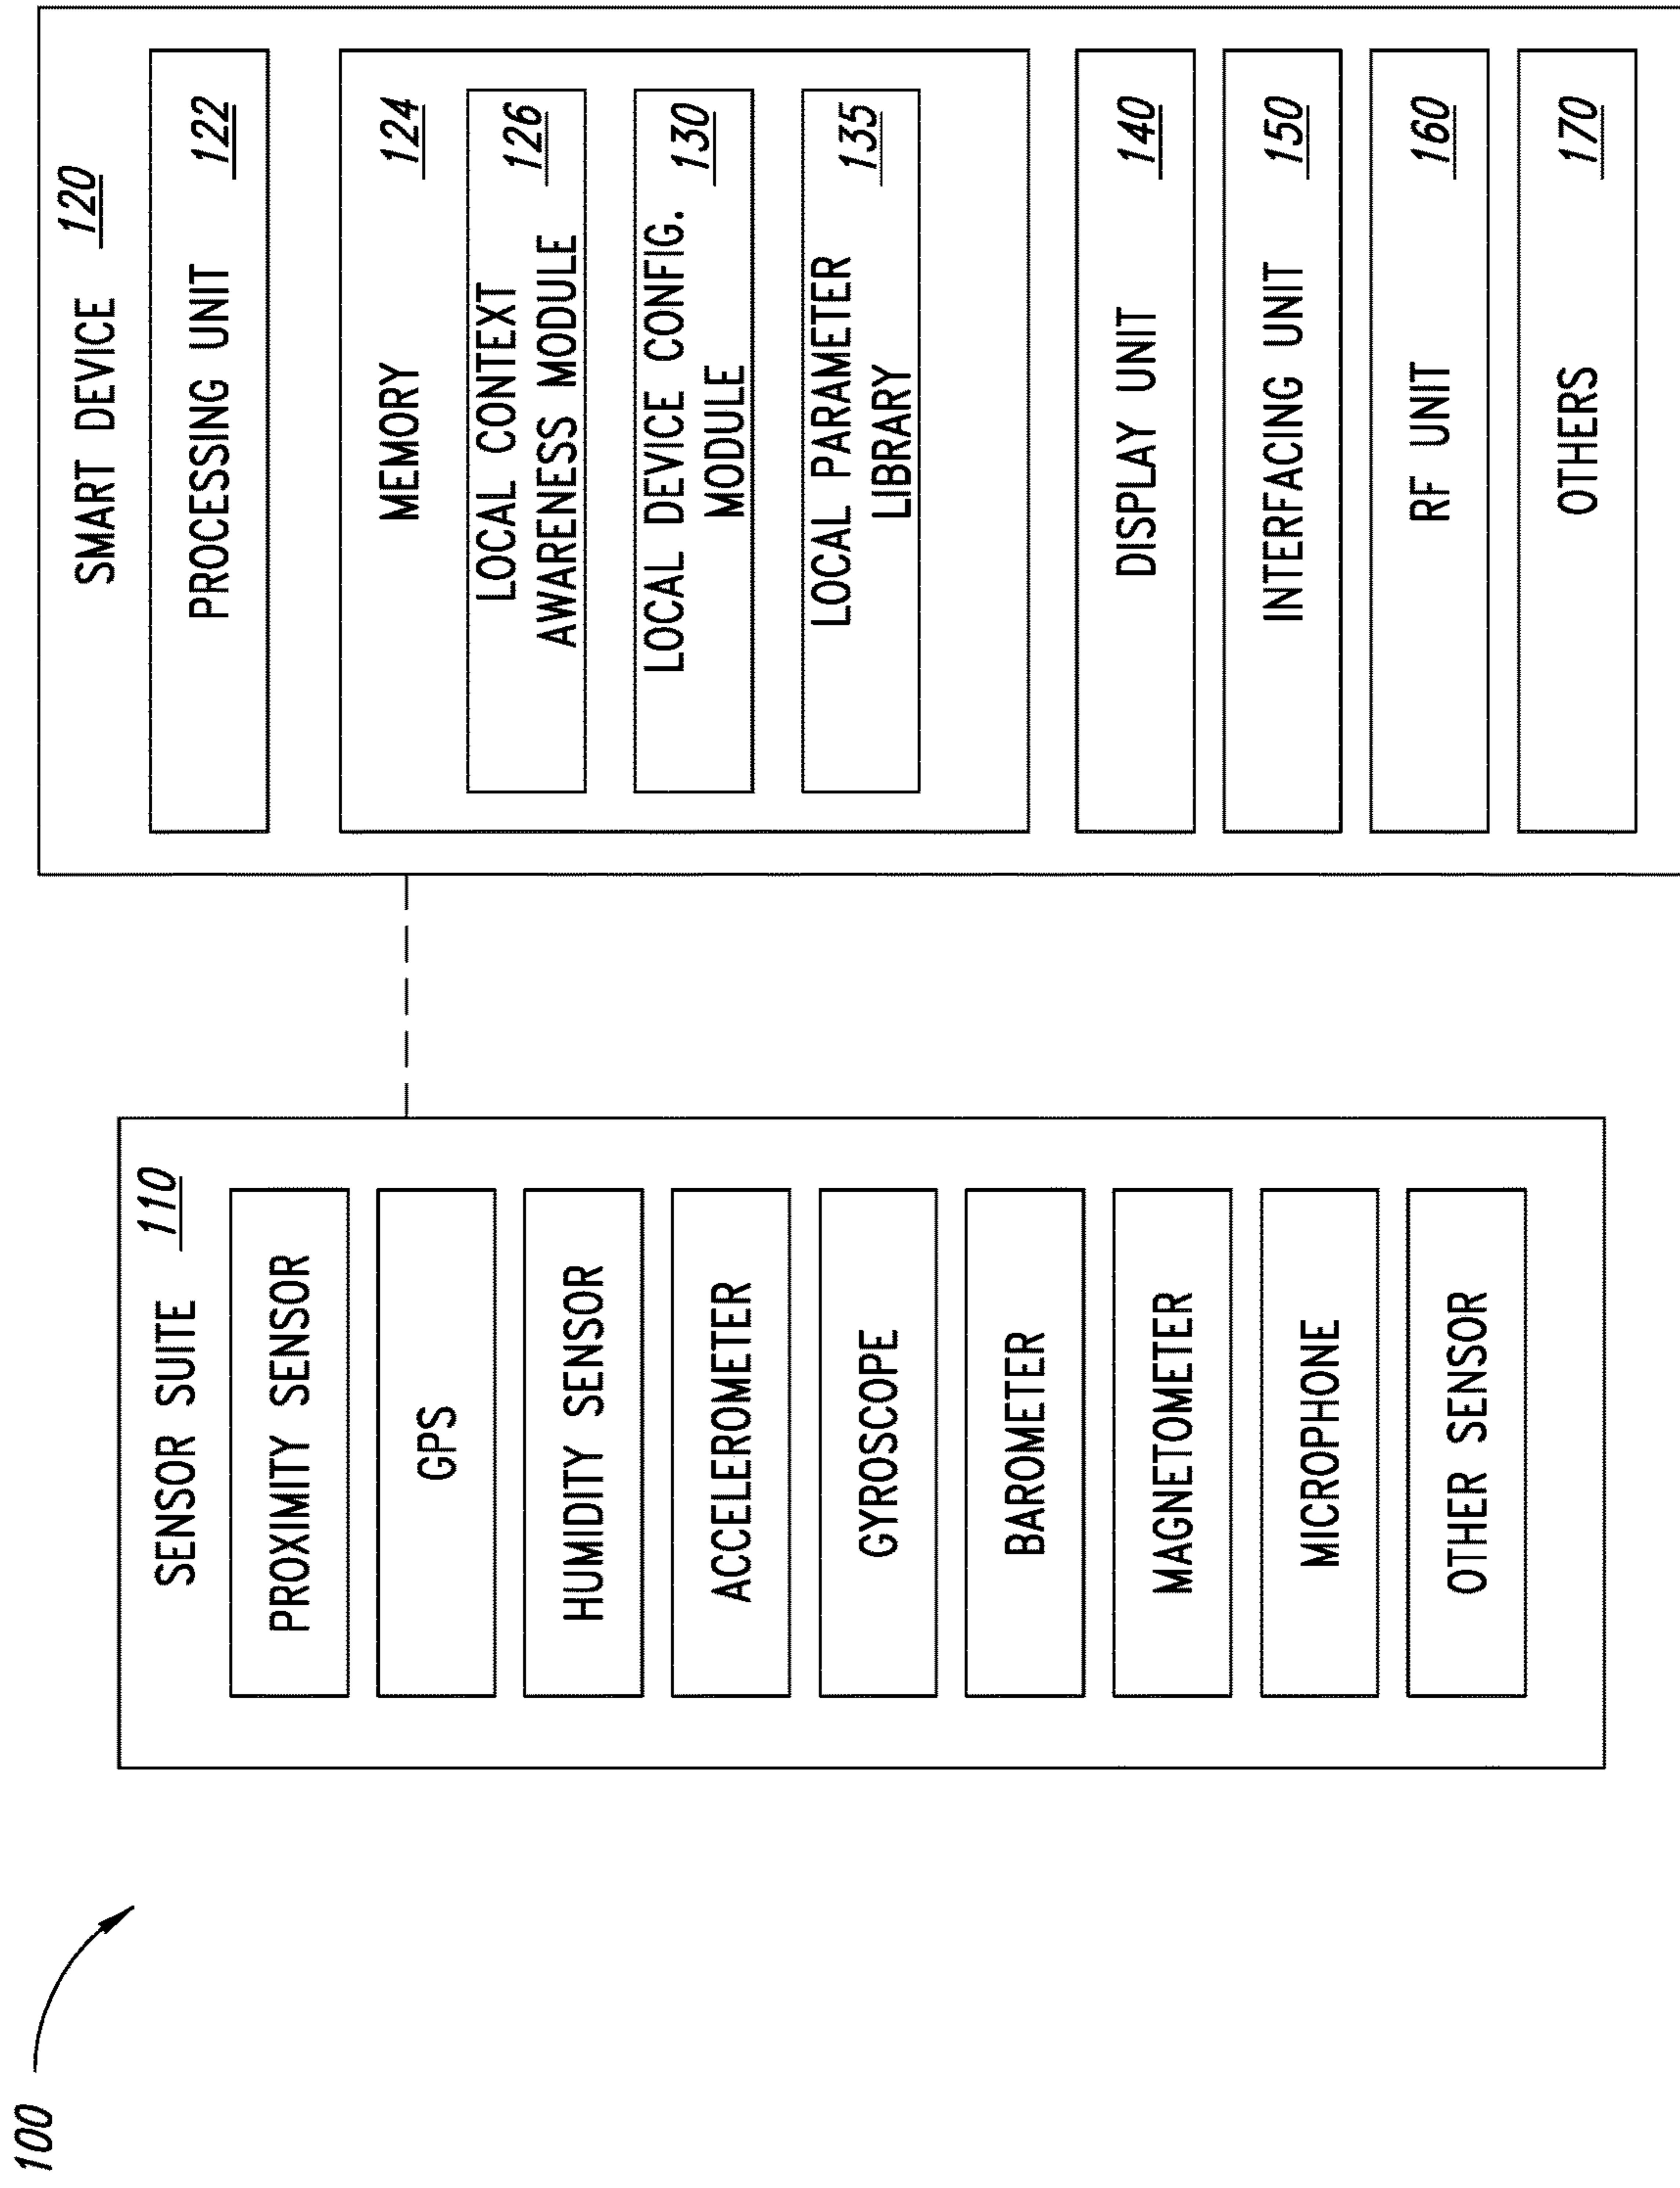 100
SENSOR SUITE 110
PROXIMITY SENSOR
GPS
HUMIDITY SENSOR
ACCELEROMETER
GYROSCOPE
BAROMETER
MAGNETOMETER
MICROPHONE
OTHER SENSOR
SMART DEVICE 120
PROCESSING UNIT 122
MEMORY 124
LOCAL CONTEXT 126
AWARENESS MODULE
LOCAL DEVICE CONFIG. 130
MODULE
LOCAL PARAMETER 135
LIBRARY
DISPLAY UNIT 140
INTERFACING UNIT 150
RF UNIT 160
OTHERS 170